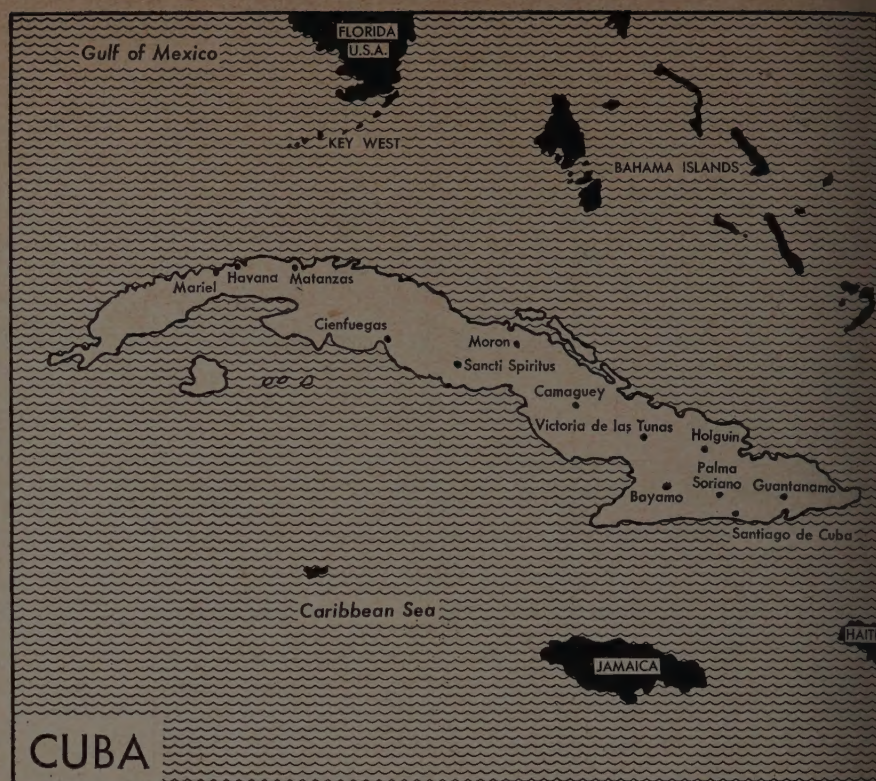 FLORIDA
U.S.A.
Gulf of Mexico
KEY WEST
BAHAMA ISLANDS
Mariel
Havana
Matanzas
Cienfuegas
Moron
Sancti Spiritus
Camaguey
Victoria de las Tunas
Holguin
Palma
Soriano
Guantanamo
Bayamo
Santiago de Cuba
Caribbean Sea
HAITI
JAMAICA
CUBA